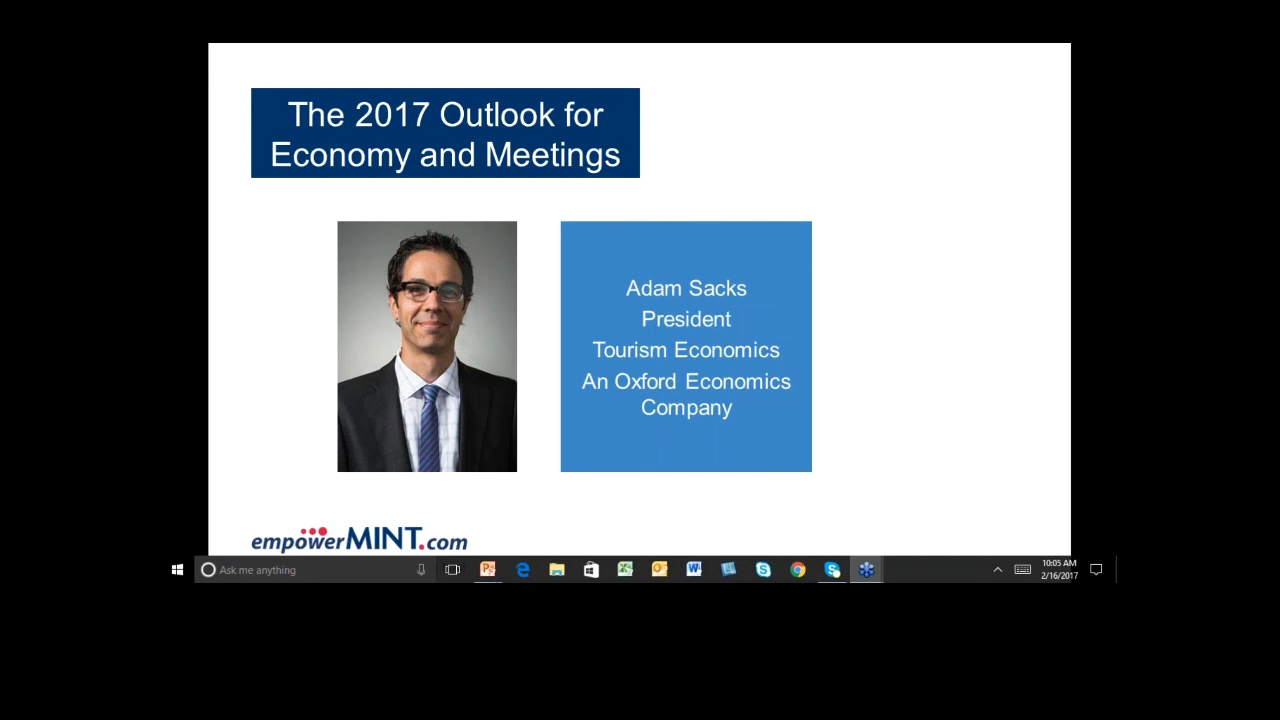 The 2017 Outlook for
Economy and Meetings
Adam Sacks
President
Tourism Economics
An Oxford Economics
Company
empowerMINT.com
Ask me anything
10:05 AM
2/16/2017